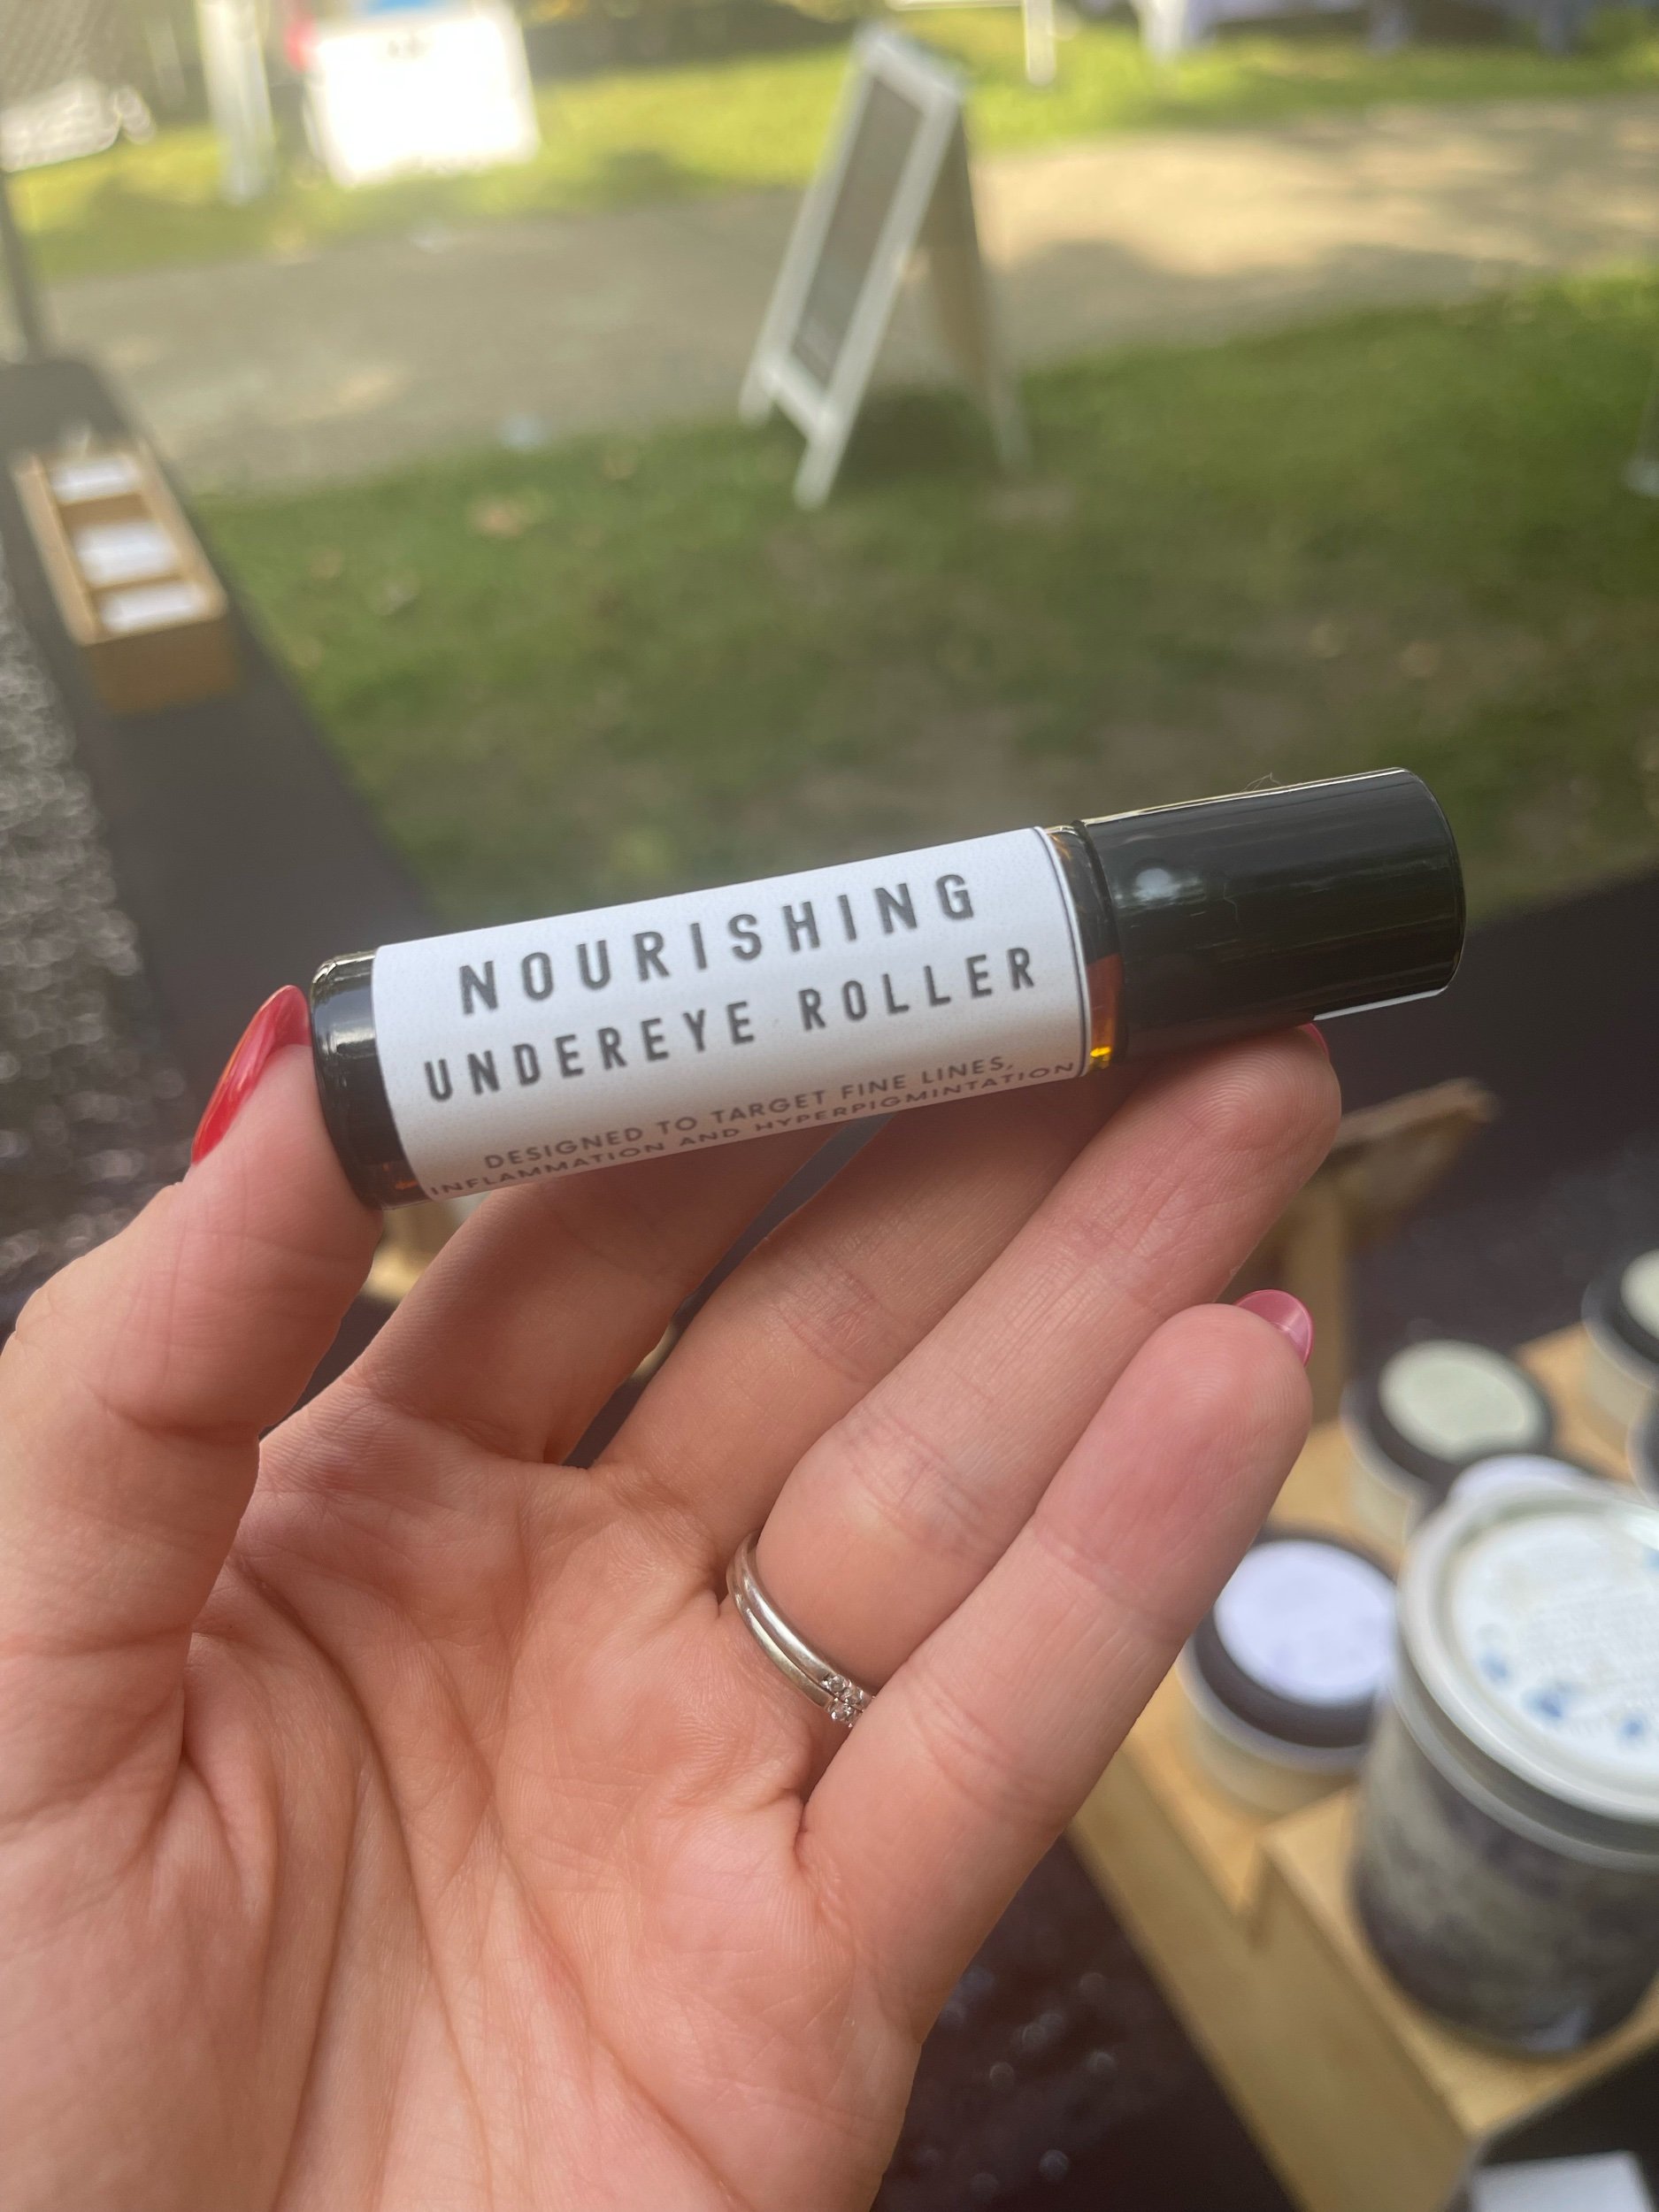 NOURISHING
UNDEREYE ROLLER
DESIGNED TO TARGET FINE LINES,
INFLAMMATION AND HYPERPIGMINTATION